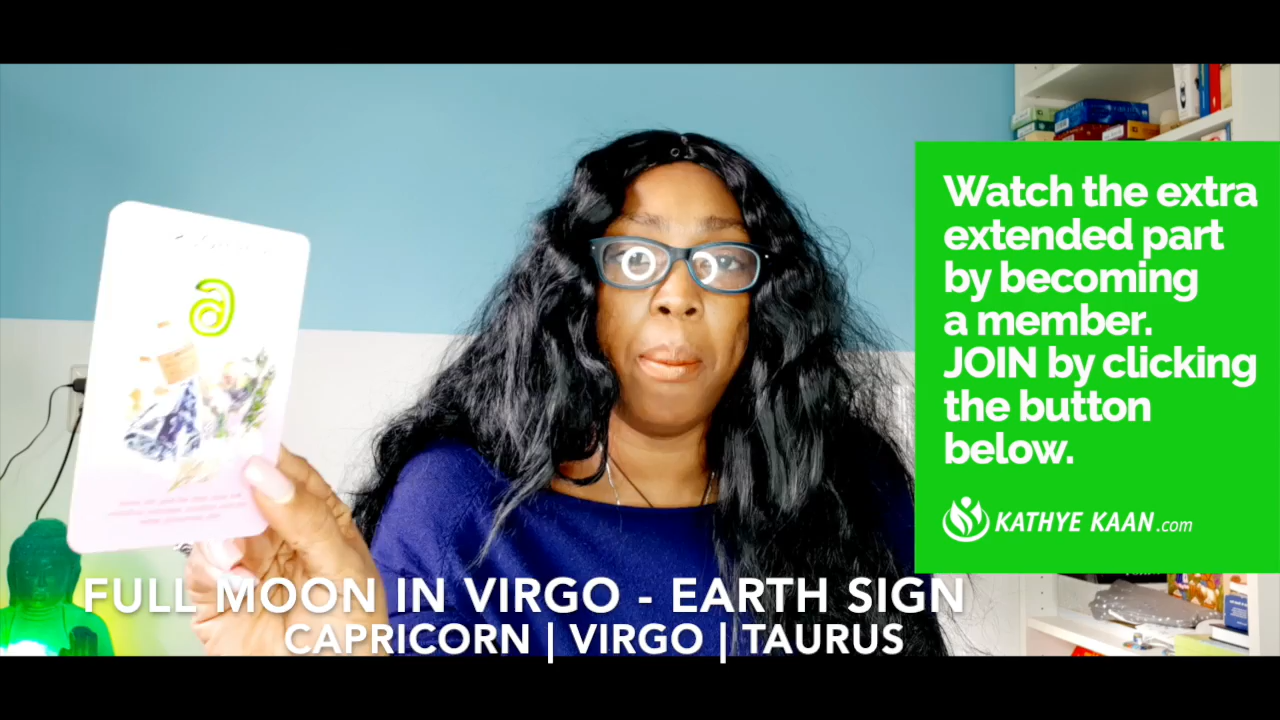 Watch the extra
extended part
by becoming
a member.
JOIN by clicking
the button
below.
KATHYE KAAN.com
FULL MOON IN VIRGO - EARTH SIGN
CAPRICORN | VIRGO | TAURUS